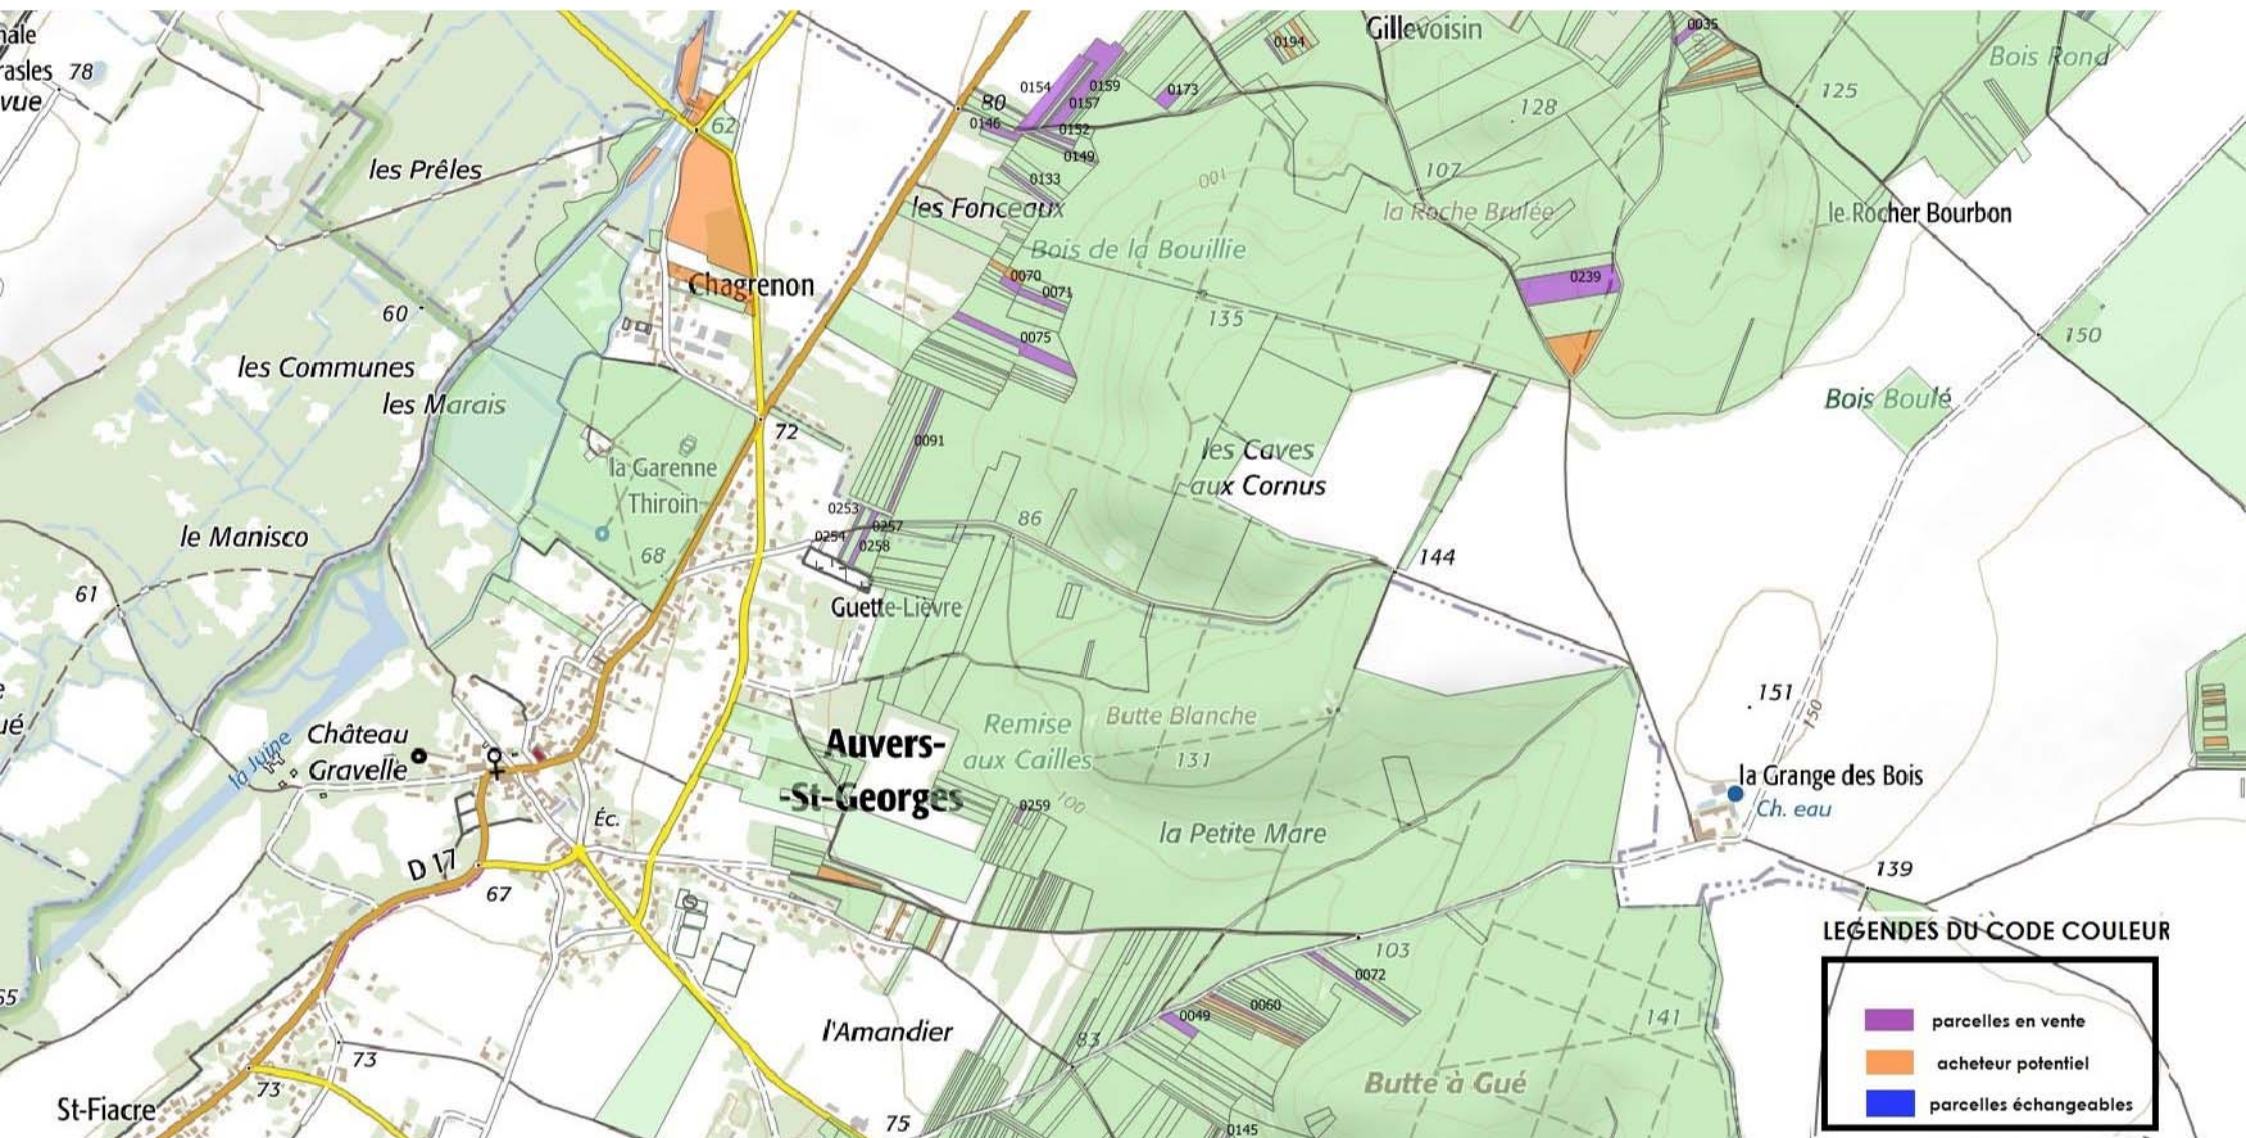 nale
Gillevoisin
0035
0194
Bois Rond
rasles 78
vue
0154
0159
0173
125
80
0157
128
0146
62
0152
0149
les Prêles
107
0133
100
les Fonceaux
la Roche Brulée
le Rocher Bourbon
Bois de la Bouillie
0070
0239
Chagrenon
0071
60
135
0075
150
les Communes
les Marais
Bois Boulé
72
0091
les Caves
aux Cornus
la Garenne
Thiroin
0253
0257
86
le Manisco
0254
0258
68
144
61
Guette-Lièvre
151
150
ué
Château
Gravelle
la Juine
Auvers-
-St-Georges
Remise
aux Cailles
Butte Blanche
131
la Grange des Bois
Ch. eau
100
0259
Éc.
la Petite Mare
D 17
67
139
LEGENDES DU CODE COULEUR
103
0072
65
0060
0049
141
parcelles en vente
l'Amandier
83
73
acheteur potentiel
73
Butte à Gué
St-Fiacre
parcelles échangeables
75
0145